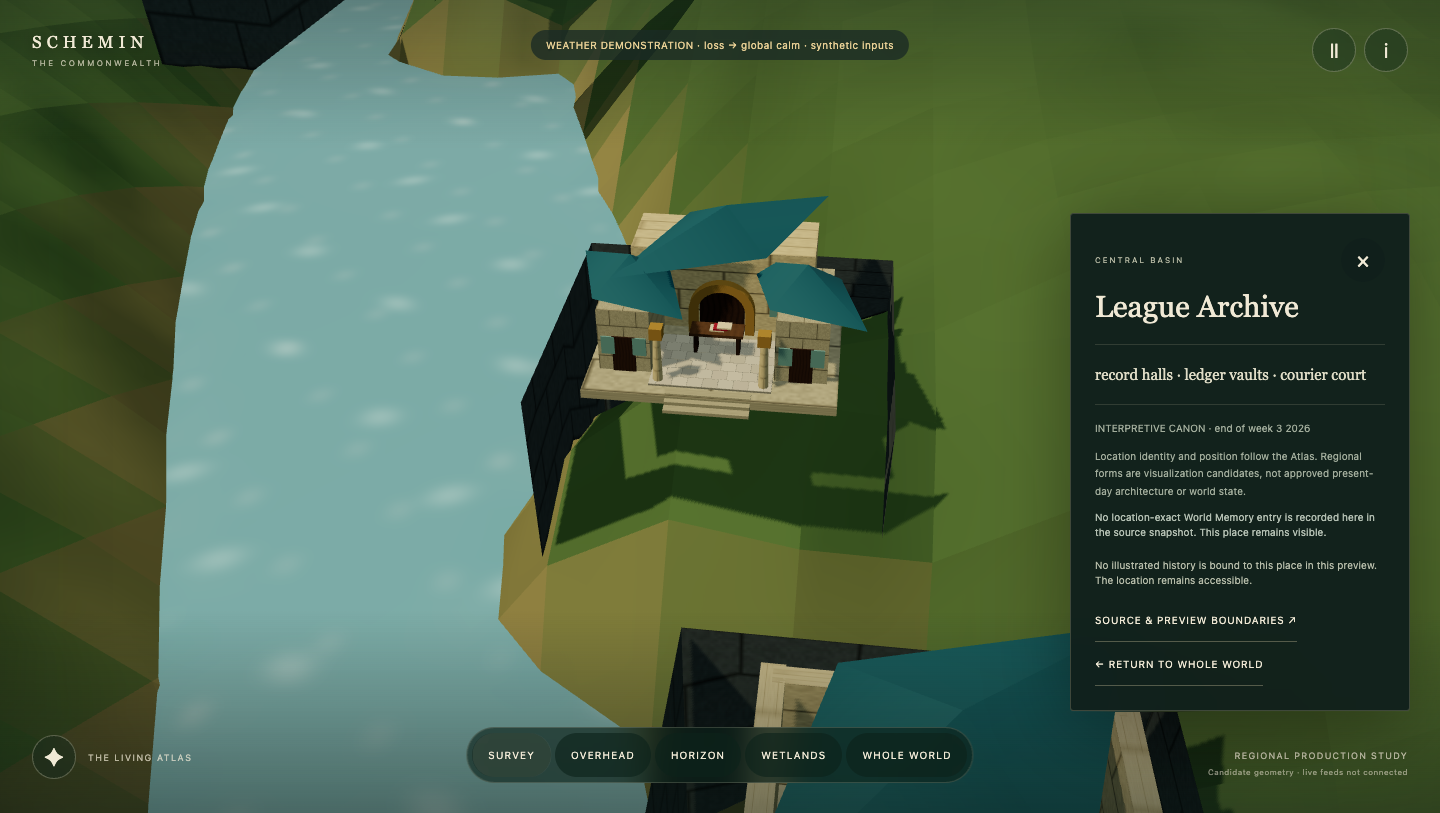 SCHEMIN
THE COMMONWEALTH
WEATHER DEMONSTRATION · loss → global calm · synthetic inputs
i
CENTRAL BASIN
×
League Archive
record halls · ledger vaults · courier court
INTERPRETIVE CANON · end of week 3 2026
Location identity and position follow the Atlas. Regional
forms are visualization candidates, not approved present-
day architecture or world state.
No location-exact World Memory entry is recorded here in
the source snapshot. This place remains visible.
No illustrated history is bound to this place in this preview.
The location remains accessible.
SOURCE & PREVIEW BOUNDARIES ↗
← RETURN TO WHOLE WORLD
THE LIVING ATLAS
SURVEY
OVERHEAD
HORIZON
WETLANDS
WHOLE WORLD
REGIONAL PRODUCTION STUDY
Candidate geometry · live feeds not connected